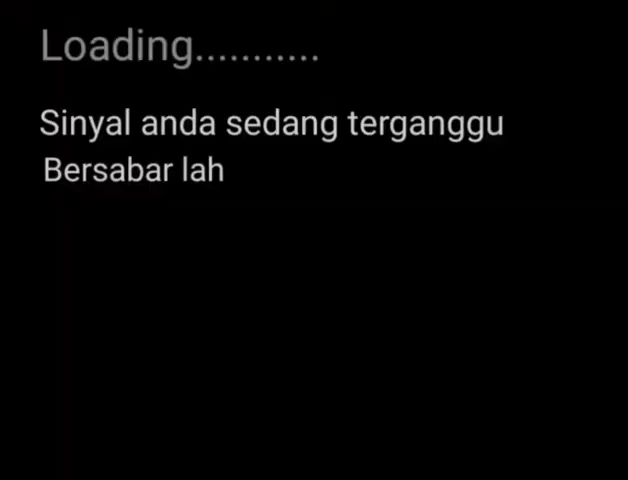 Loading...........
Sinyal anda sedang terganggu
Bersabar lah